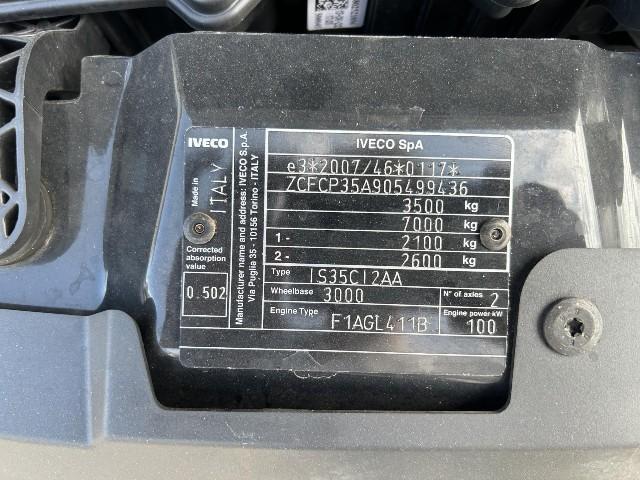 IVECO
IVECO SpA
Made in
ITALY
Manufacturer name and address: IVECO S.p.A.
Via Puglia 35 - 10156 Torino - ITALY
e3*2007/46*0117*
ZCFCP35A905499436
3500 kg
7000 kg
1- 2100 kg
2- 2600 kg
Corrected
absorption
value
0.502
Type IS35CI2AA
Wheelbase 3000
N° of axles 2
Engine Type F1AGL411B
Engine power kW 100